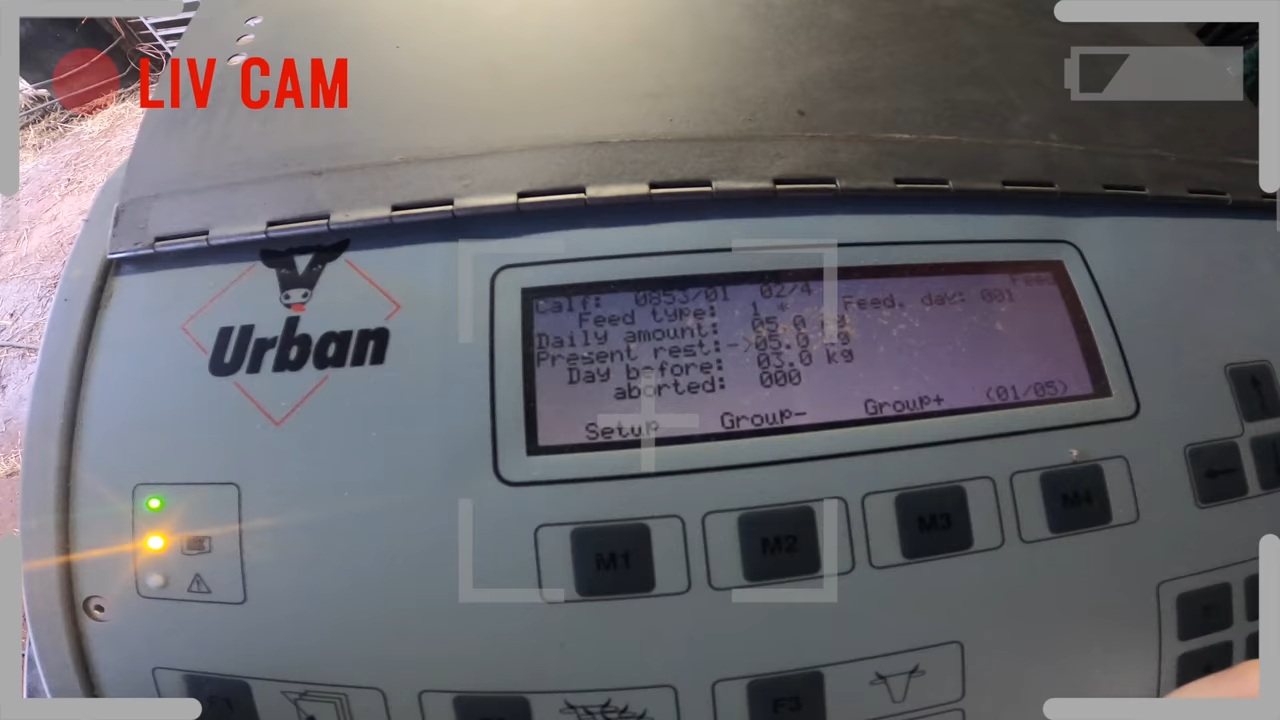 LIV CAM
Urban
Feed
Calf: 0853/01 02/4
Feed type: 1 * Feed. day: 001
Daily amount: 05.0 kg
Present rest:->05.0 kg
Day before: 03.0 kg
aborted: 000
Setup Group- Group+ (01/05)
M1 M2 M3 M4
F3